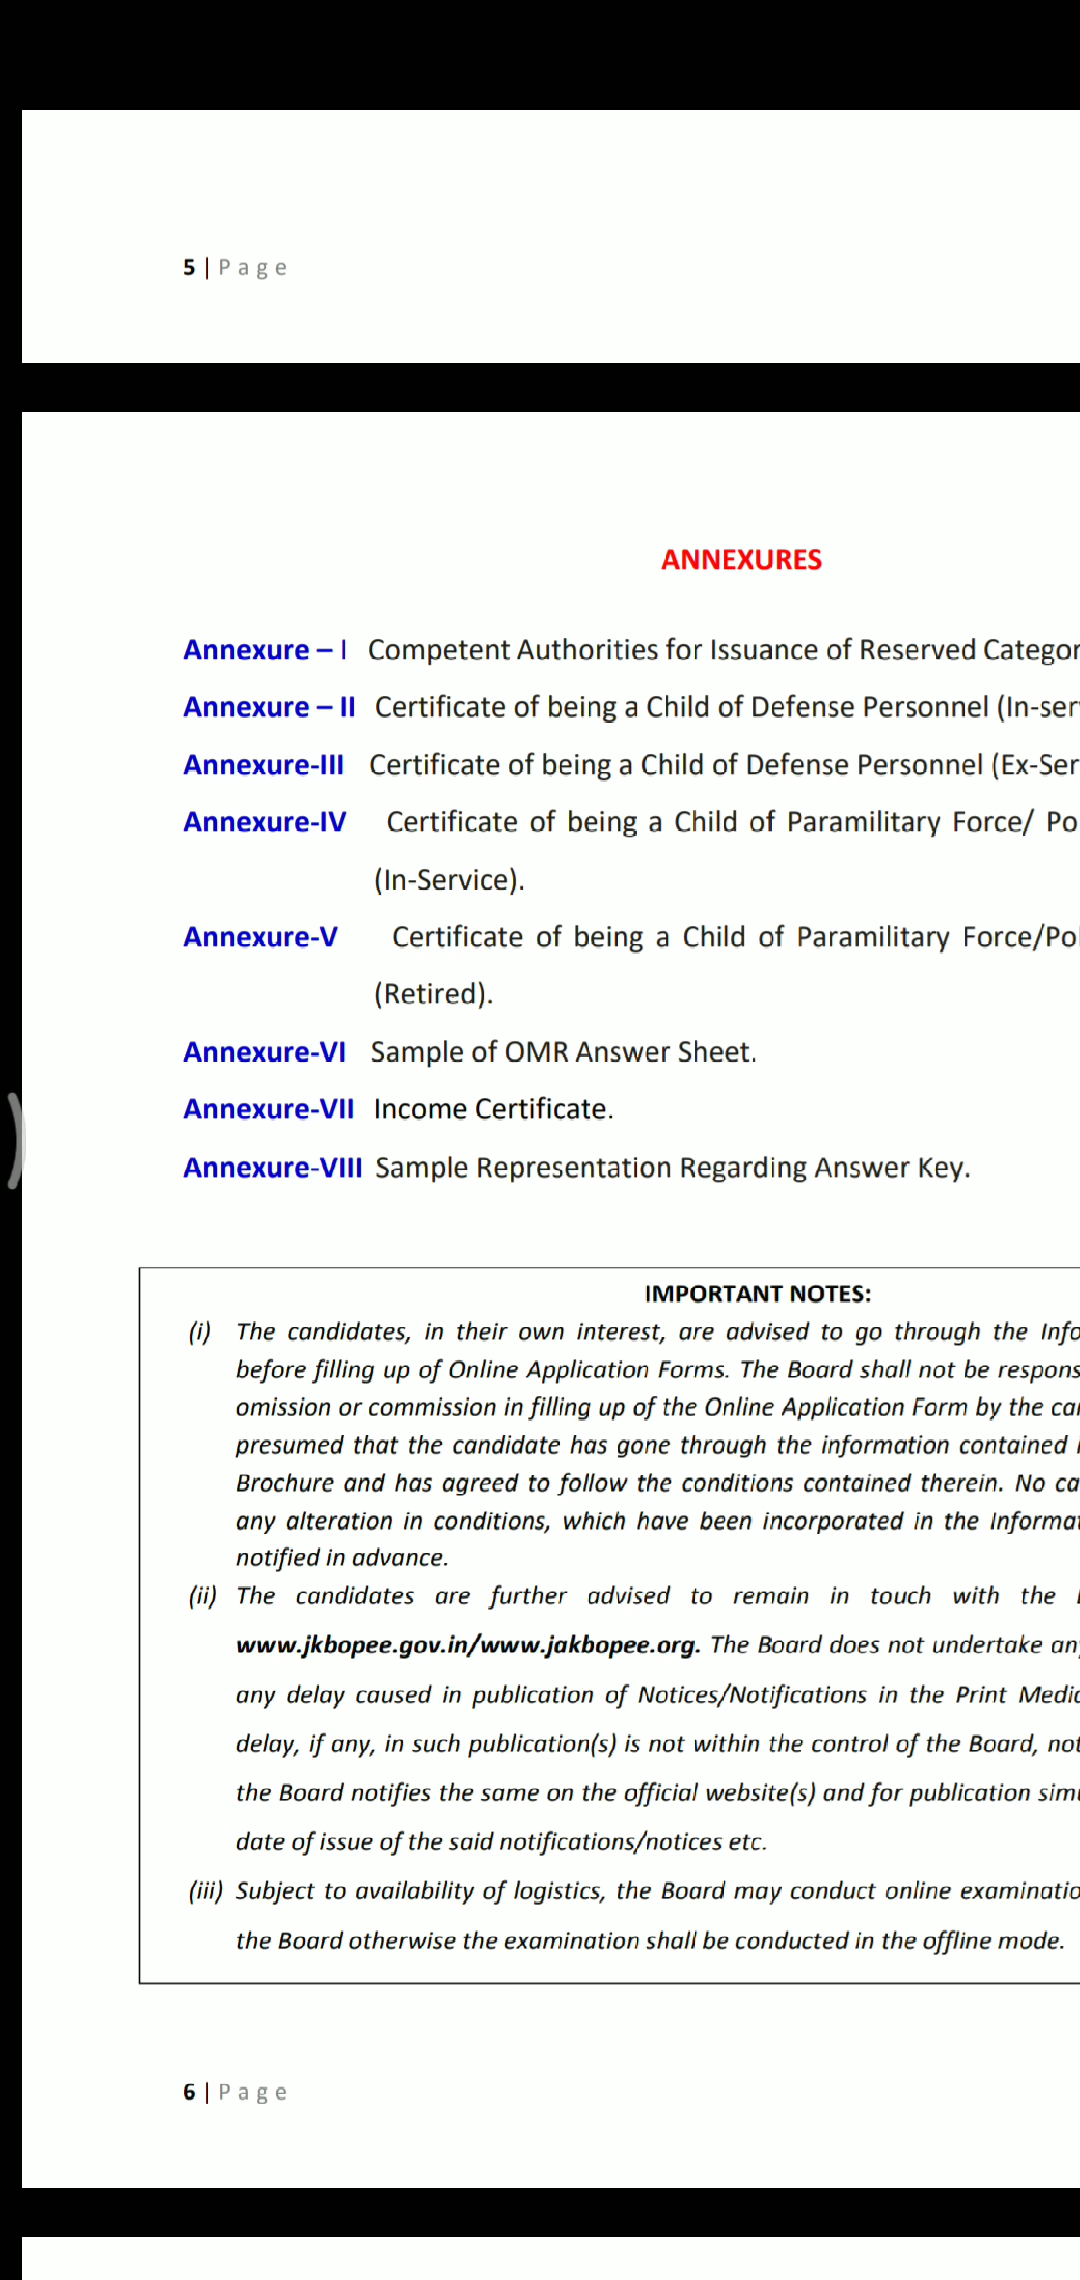 5 | Page
ANNEXURES
Annexure – I Competent Authorities for Issuance of Reserved
Annexure – II Certificate of being a Child of Defense Personnel
Annexure-III Certificate of being a Child of Defense Personnel
Annexure-IV Certificate of being a Child of Paramilitary Force/
(In-Service).
Annexure-V Certificate of being a Child of Paramilitary
(Retired).
Annexure-VI Sample of OMR Answer Sheet.
Annexure-VII Income Certificate.
Annexure-VIII Sample Representation Regarding Answer Key.
IMPORTANT NOTES:
(i) The candidates, in their own interest, are advised to go through the
before filling up of Online Application Forms. The Board shall not be
omission or commission in filling up of the Online Application Form by the
presumed that the candidate has gone through the information contained
Brochure and has agreed to follow the conditions contained therein. No
any alteration in conditions, which have been incorporated in the
notified in advance.
(ii) The candidates are further advised to remain in touch with the
www.jkbopee.gov.in/www.jakbopee.org. The Board does not undertake
any delay caused in publication of Notices/Notifications in the Print
delay, if any, in such publication(s) is not within the control of the Board,
the Board notifies the same on the official website(s) and for publication
date of issue of the said notifications/notices etc.
(iii) Subject to availability of logistics, the Board may conduct online
the Board otherwise the examination shall be conducted in the offline mode.
6 | Page